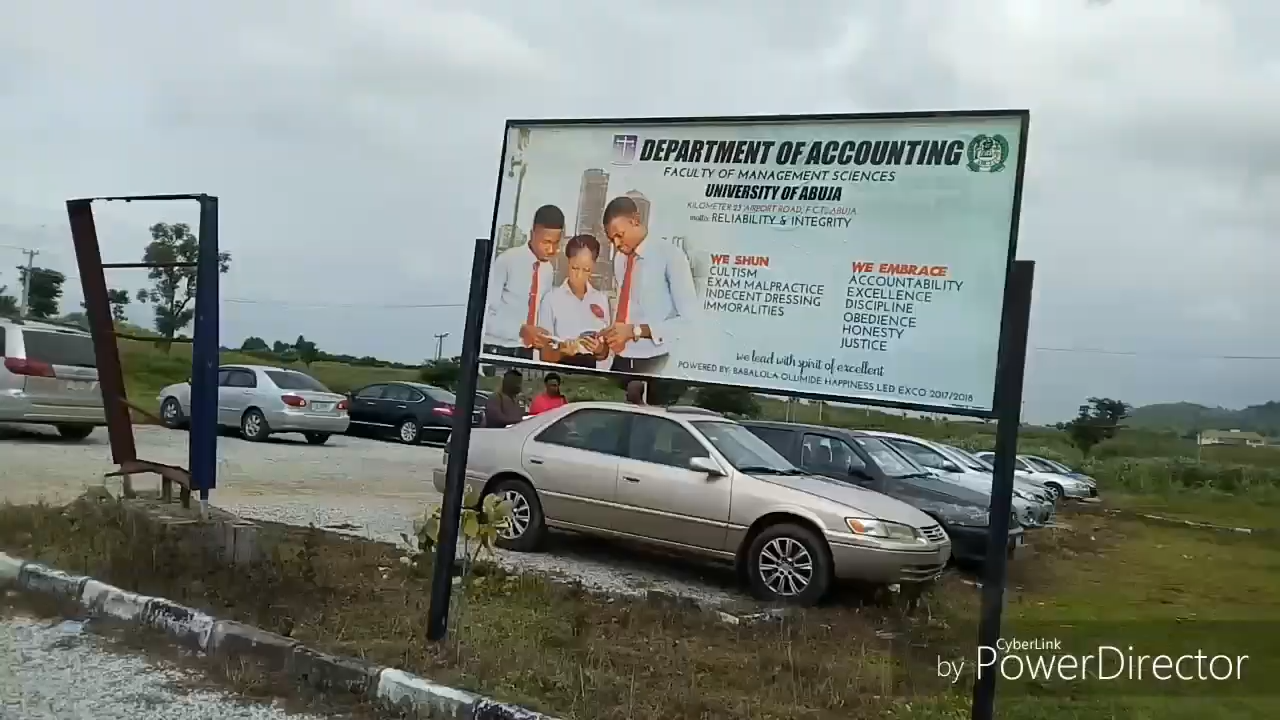 DEPARTMENT OF ACCOUNTING
FACULTY OF MANAGEMENT SCIENCES
UNIVERSITY OF ABUJA
KILOMETER 23 AIRPORT ROAD, F.C.T., ABUJA
motto: RELIABILITY & INTEGRITY
WE SHUN
CULTISM
EXAM MALPRACTICE
INDECENT DRESSING
IMMORALITIES
WE EMBRACE
ACCOUNTABILITY
EXCELLENCE
DISCIPLINE
OBEDIENCE
HONESTY
JUSTICE
we lead with spirit of excellent
POWERED BY: BABALOLA OLUMIDE HAPPINESS LED EXCO 2017/2018
CyberLink
by PowerDirector